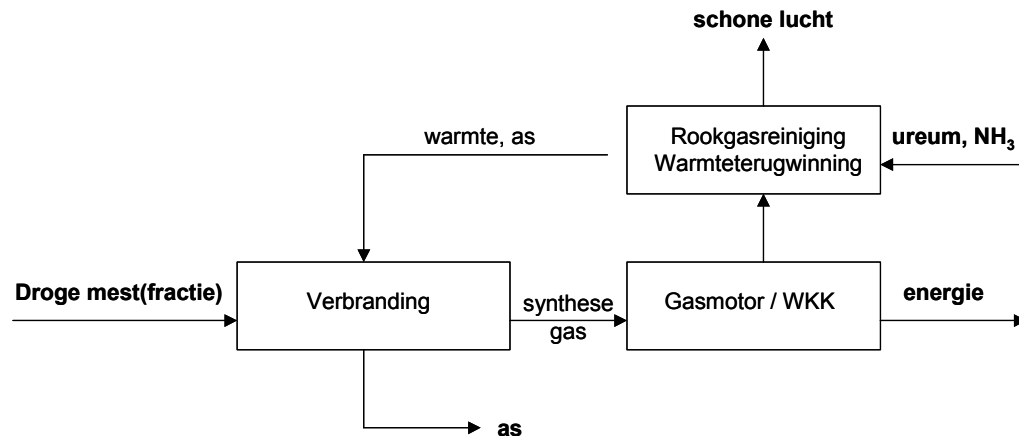 schone lucht
Rookgasreiniging
Warmteterugwinning
ureum, NH₃
warmte, as
Droge mest(fractie)
Verbranding
synthese
gas
Gasmotor / WKK
energie
as